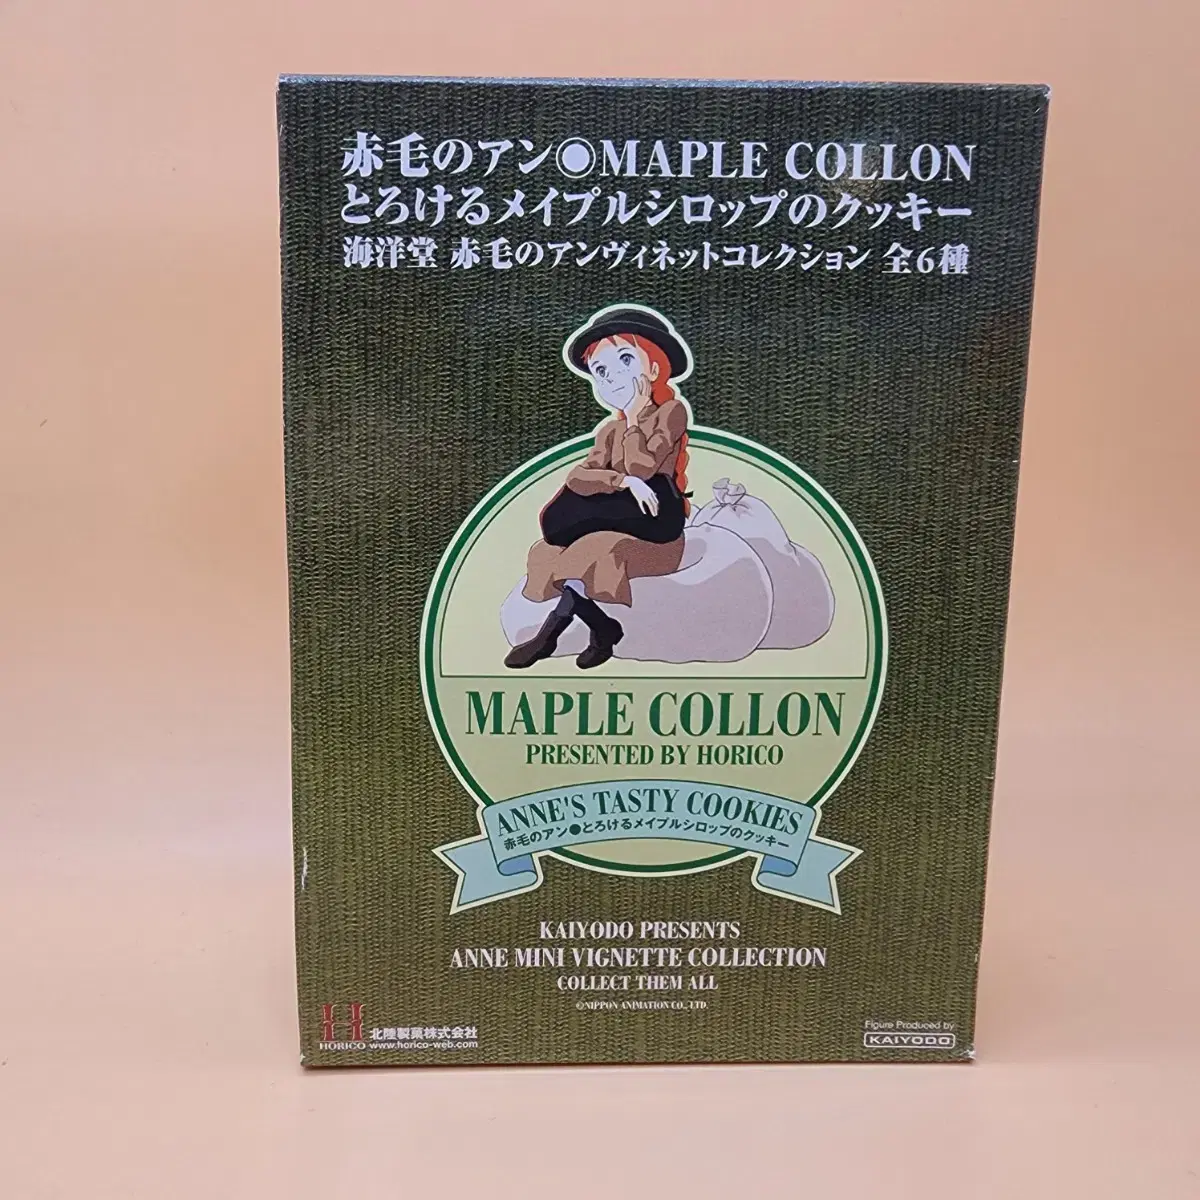 赤毛のアン◉MAPLE COLLON
とろけるメイプルシロップのクッキー
海洋堂 赤毛のアンヴィネットコレクション 全6種
MAPLE COLLON
PRESENTED BY HORICO
ANNE'S TASTY COOKIES
赤毛のアン●とろけるメイプルシロップのクッキー
KAIYODO PRESENTS
ANNE MINI VIGNETTE COLLECTION
COLLECT THEM ALL
©NIPPON ANIMATION CO., LTD.
HORICO
北陸製菓株式会社
www.horico-web.com
Figure Produced by
KAIYODO